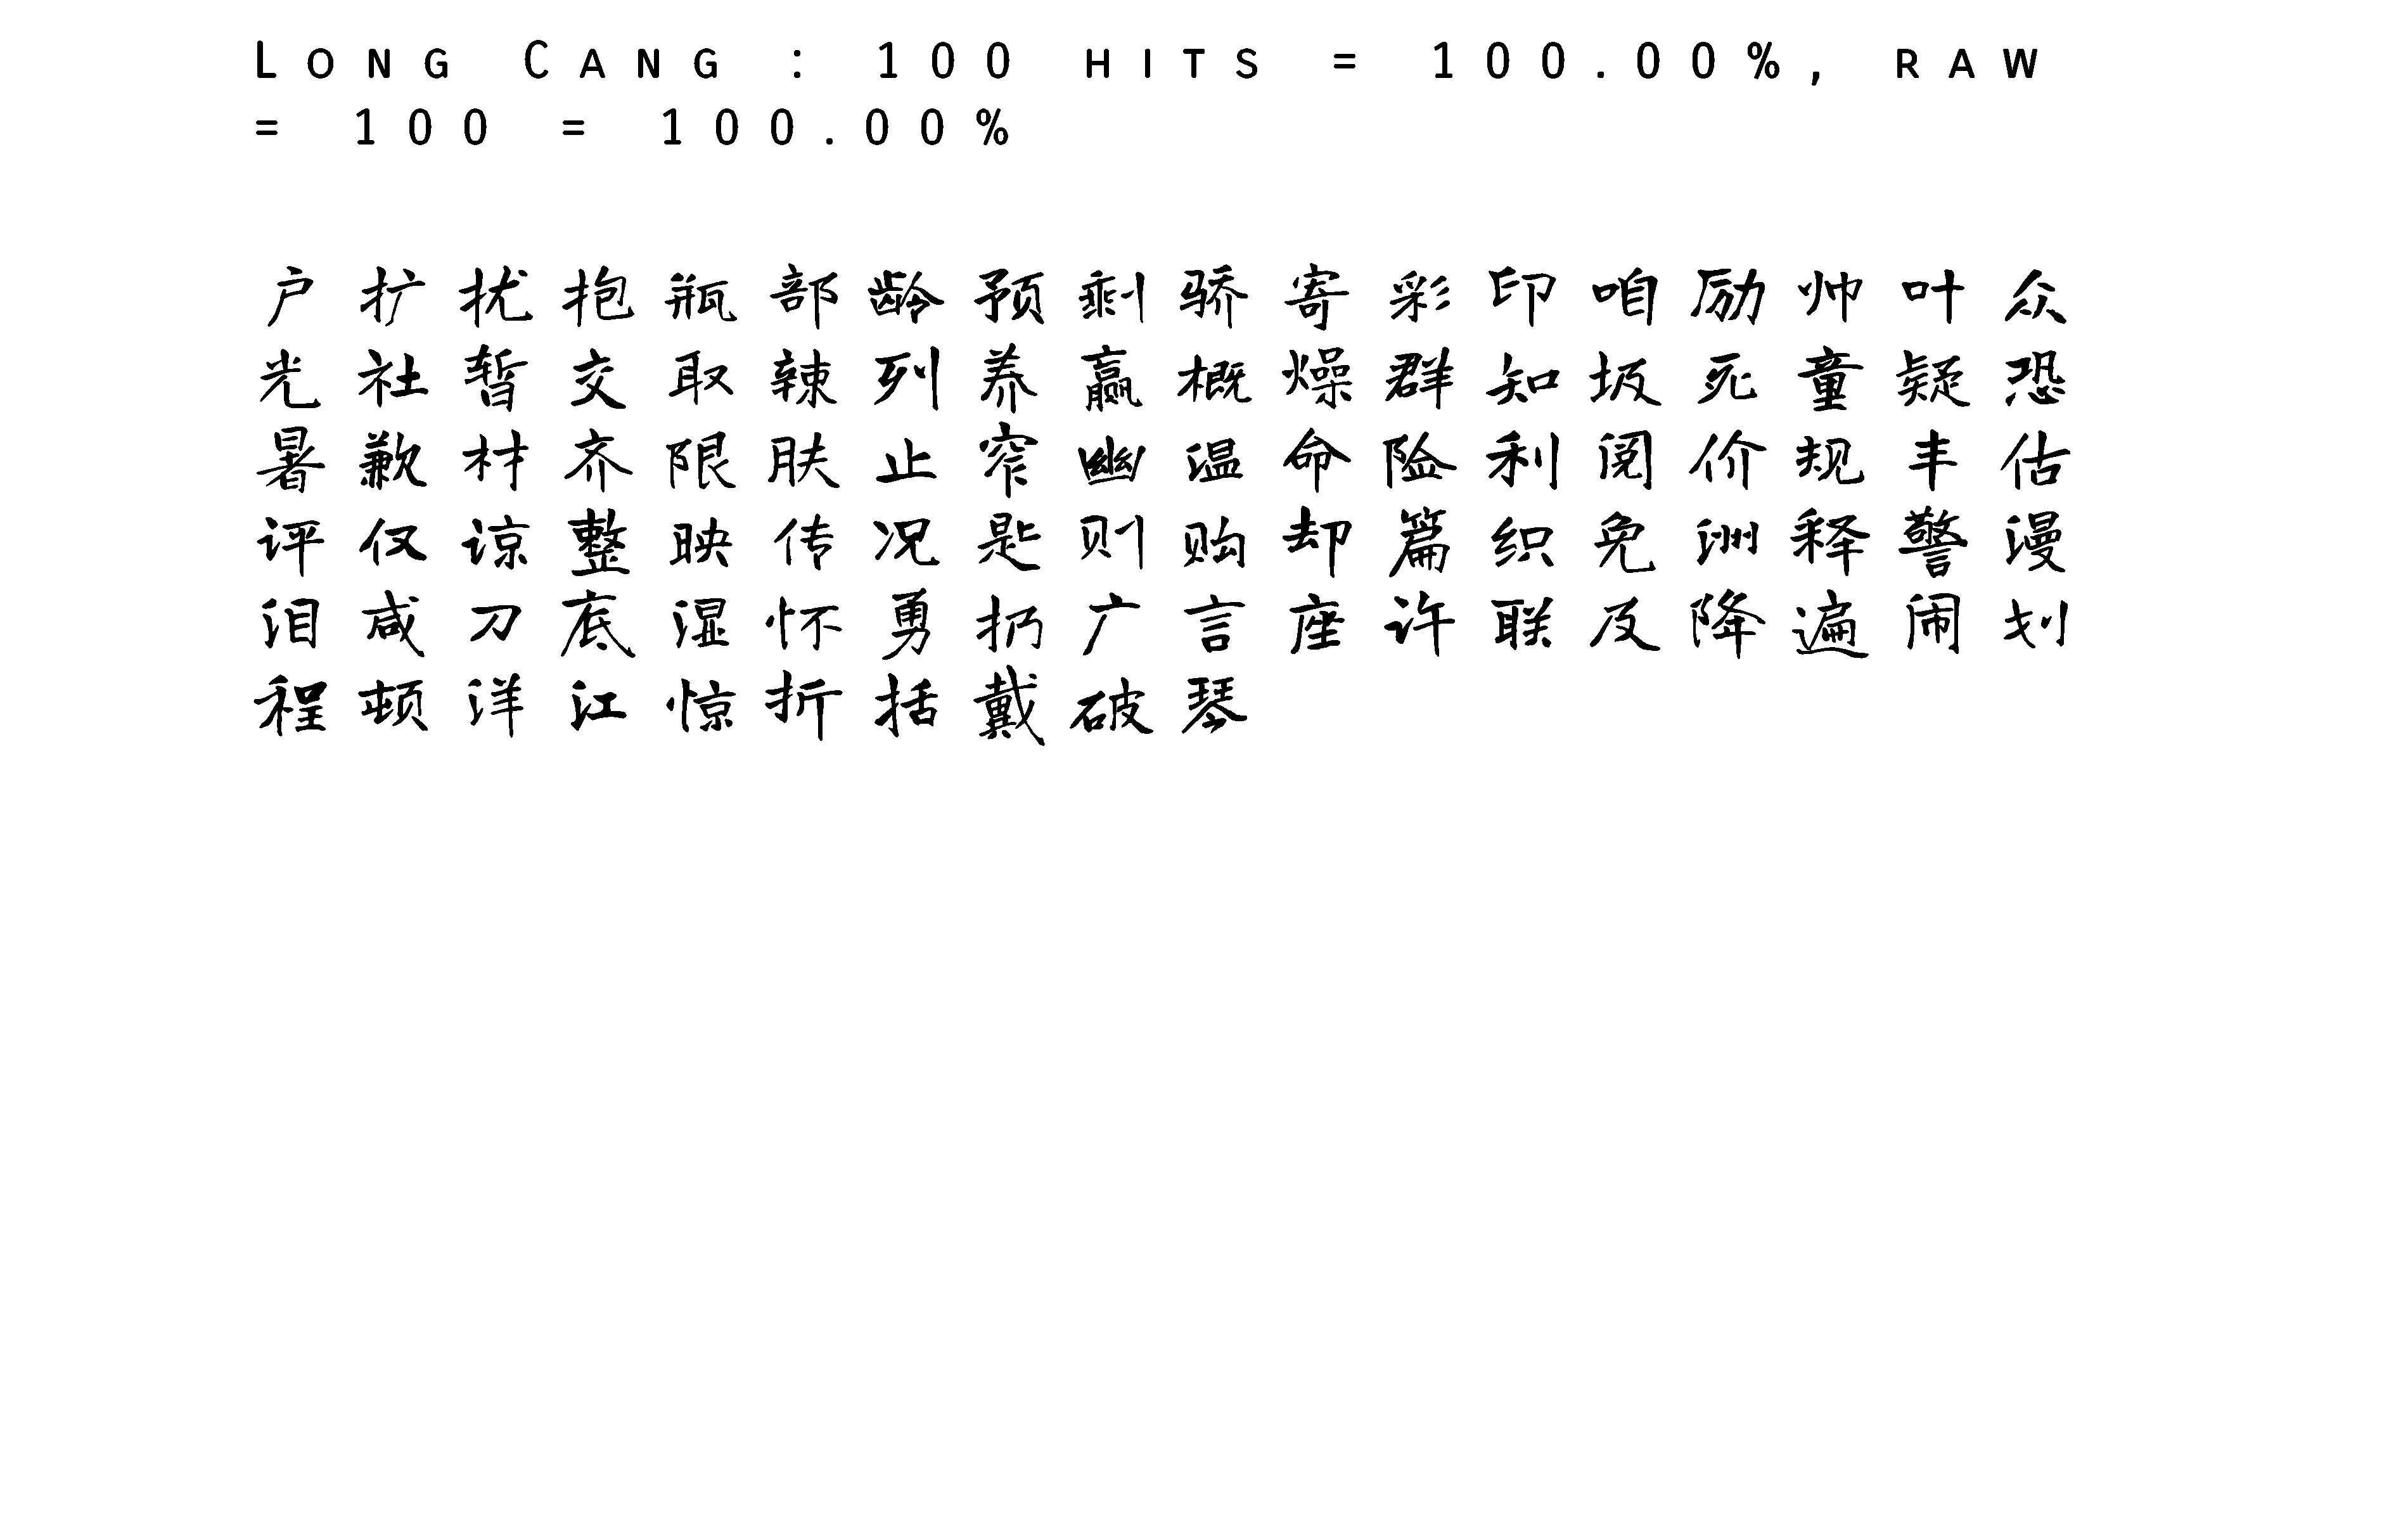 Long Cang : 100 hits = 100.00%, raw
= 100 = 100.00%
户扩扰抱瓶部龄预剩骄寄彩印咱励帅叶众
光社暂交取辣列养赢概燥群知圾死童疑恐
暑歉材齐限肤止窄幽温命险利阅价规丰估
评仅谅整映传况匙则购却篇织免洲释警漫
泪咸刀底湿怀勇扔广言座许联及降遍闹划
程顿洋江惊折括戴破琴